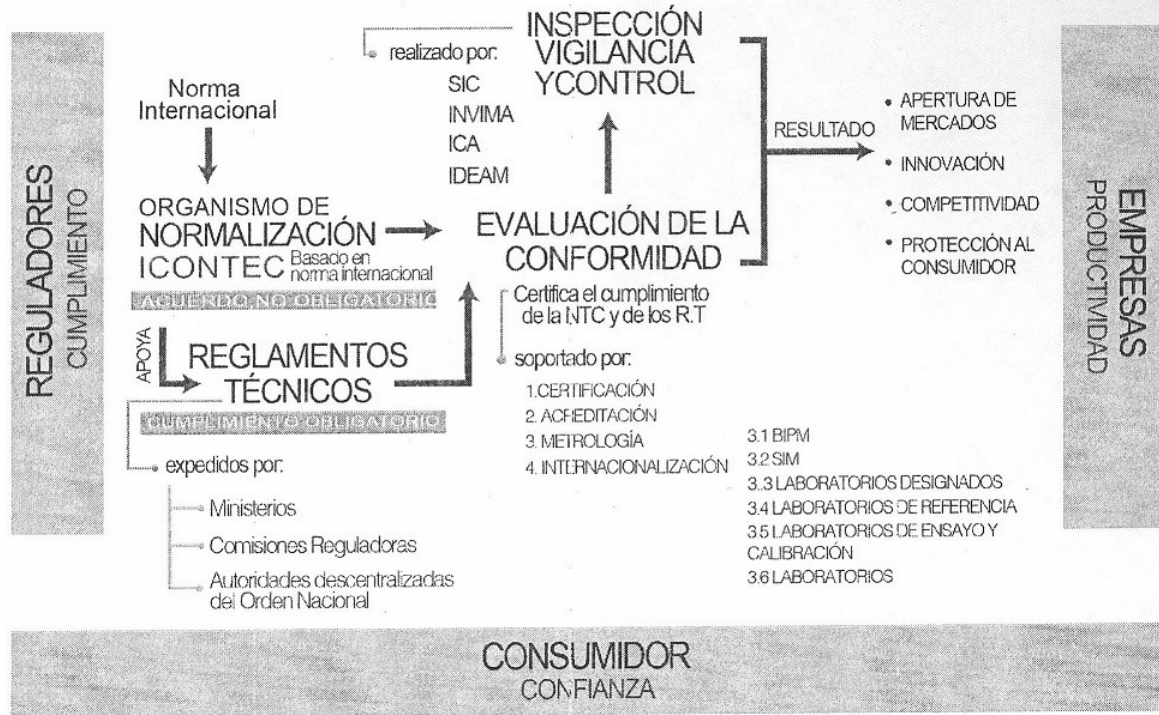 REGULADORES
CUMPLIMIENTO
Norma
Internacional
ORGANISMO DE
NORMALIZACIÓN
ICONTEC Basado en
norma internacional
ACUERDO NO OBLIGATORIO
APOYA
REGLAMENTOS
TÉCNICOS
CUMPLIMIENTO OBLIGATORIO
expedidos por:
Ministerios
Comisiones Reguladoras
Autoridades descentralizadas
del Orden Nacional
INSPECCIÓN
VIGILANCIA
YCONTROL
realizado por:
SIC
INVIMA
ICA
IDEAM
EVALUACIÓN DE LA
CONFORMIDAD
Certifica el cumplimiento
de la NTC y de los R.T
soportado por:
1.CERTIFICACIÓN
2. ACREDITACIÓN
3. METROLOGÍA
4. INTERNACIONALIZACIÓN
3.1 BIPM
3.2 SIM
3..3 LABORATORIOS DESIGNADOS
3.4 LABORATORIOS DE REFERENCIA
3.5 LABORATORIOS DE ENSAYO Y
CALIBRACIÓN
3.6 LABORATORIOS
RESULTADO
• APERTURA DE
MERCADOS
• INNOVACIÓN
• COMPETITIVIDAD
• PROTECCIÓN AL
CONSUMIDOR
EMPRESAS
PRODUCTIVIDAD
CONSUMIDOR
CONFIANZA